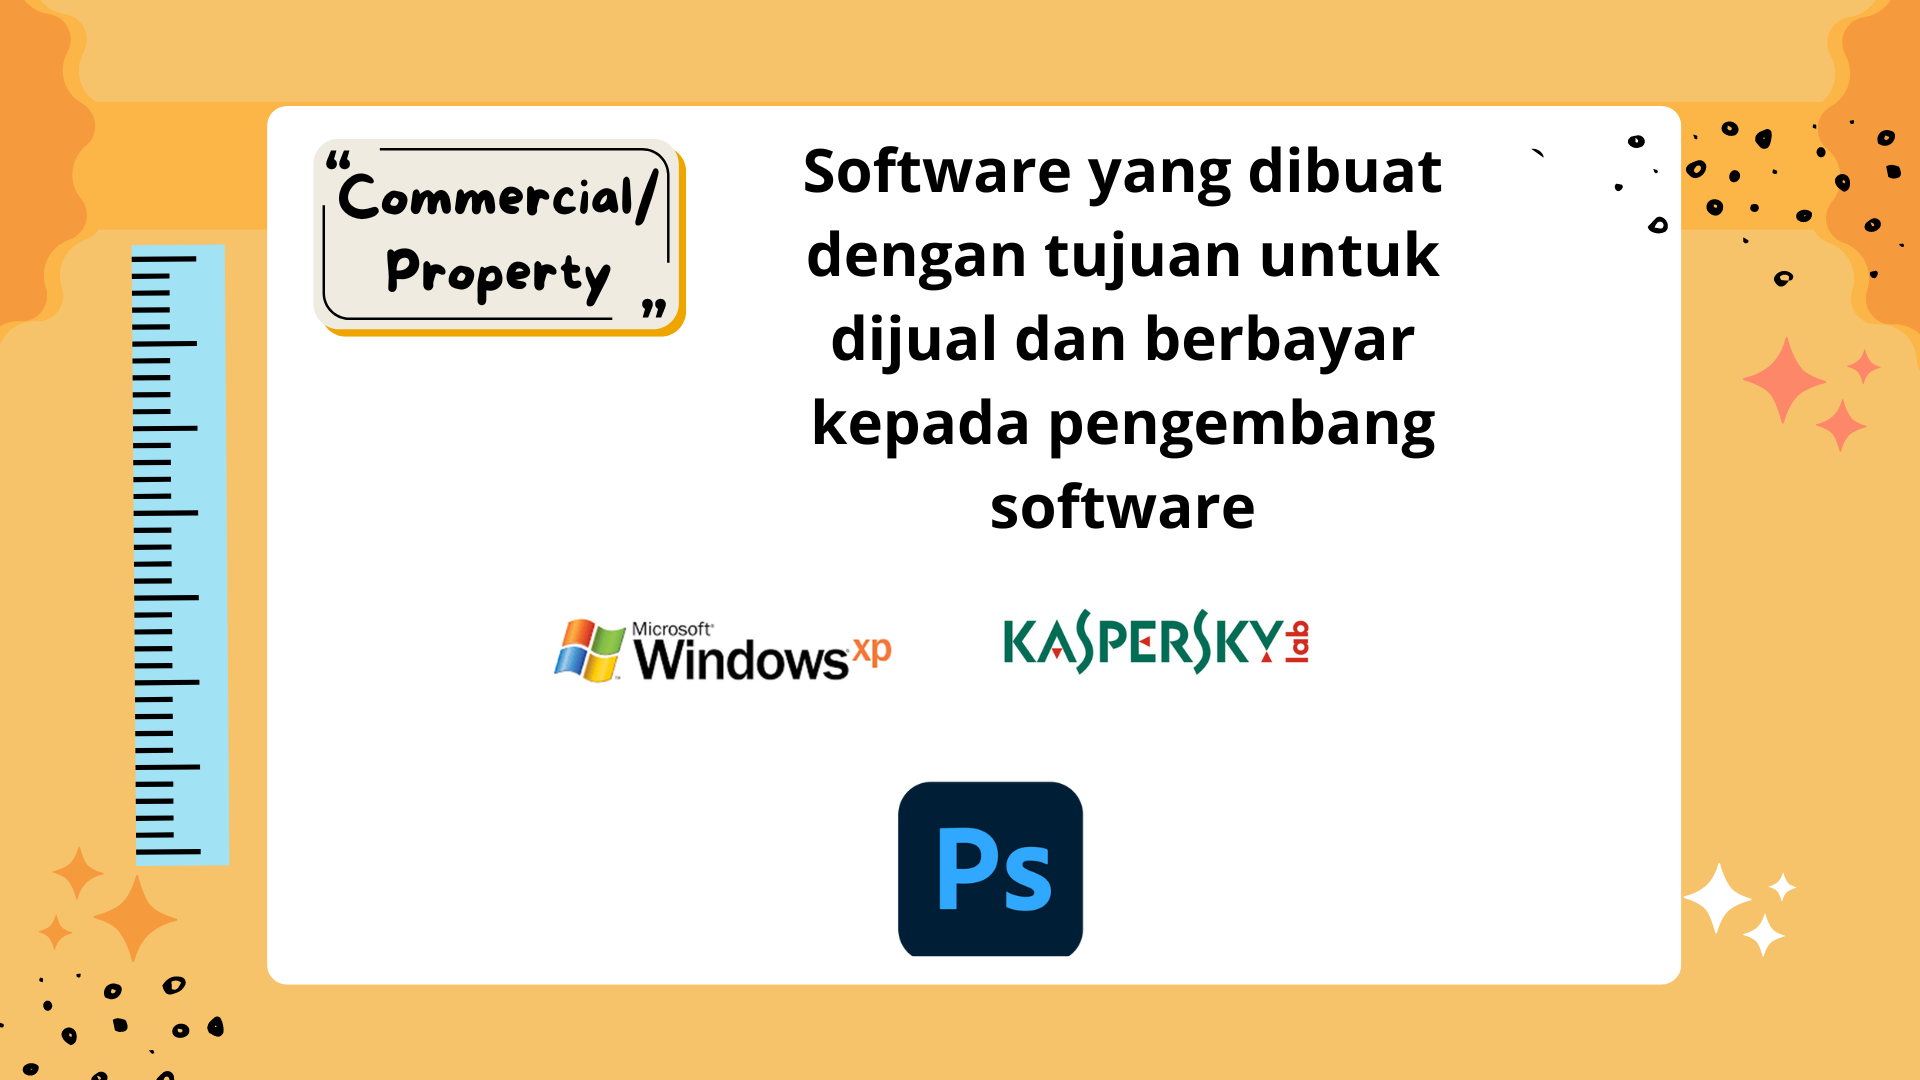 “Commercial/
Property”
Software yang dibuat
dengan tujuan untuk
dijual dan berbayar
kepada pengembang
software
Microsoft®
Windows xp
KASPERSKY lab
Ps